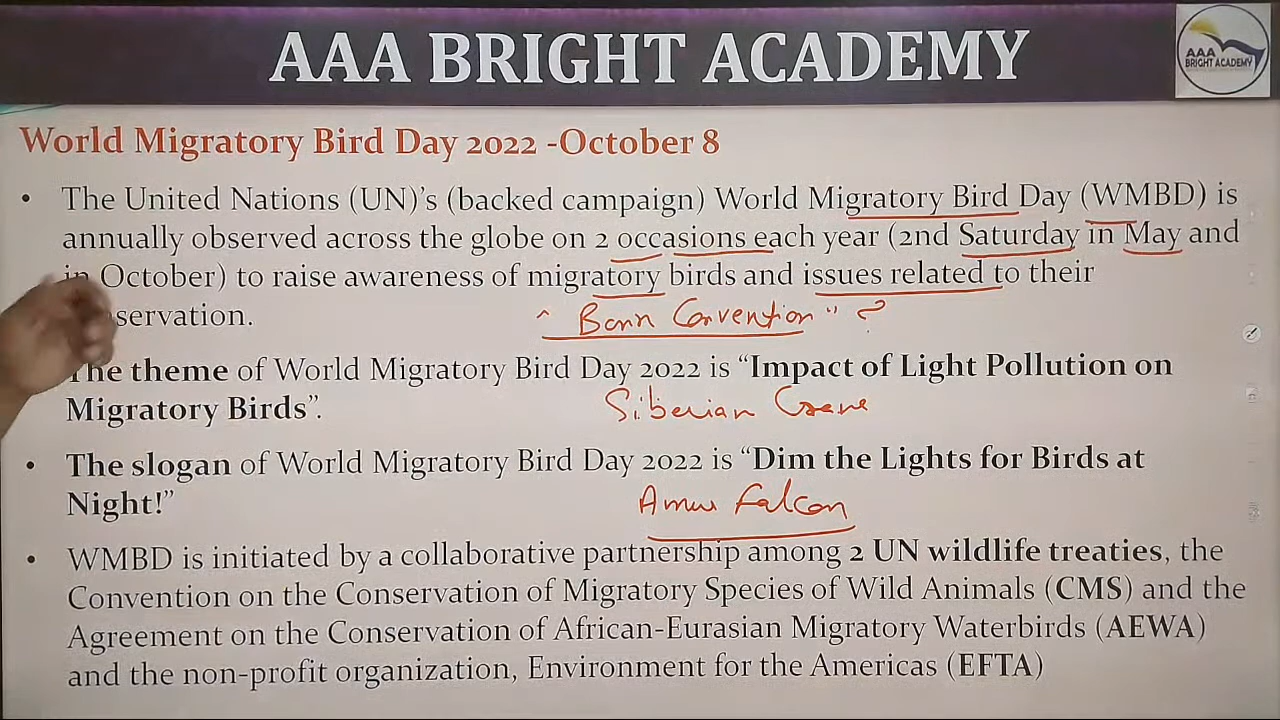 AAA BRIGHT ACADEMY
AAA
BRIGHT ACADEMY
World Migratory Bird Day 2022 -October 8
• The United Nations (UN)'s (backed campaign) World Migratory Bird Day (WMBD) is
annually observed across the globe on 2 occasions each year (2nd Saturday in May and
in October) to raise awareness of migratory birds and issues related to their
servation.
"Bonn Convention" ?
The theme of World Migratory Bird Day 2022 is “Impact of Light Pollution on
Migratory Birds”.
Siberian Crane
• The slogan of World Migratory Bird Day 2022 is “Dim the Lights for Birds at
Night!”
Amur Falcon
• WMBD is initiated by a collaborative partnership among 2 UN wildlife treaties, the
Convention on the Conservation of Migratory Species of Wild Animals (CMS) and the
Agreement on the Conservation of African-Eurasian Migratory Waterbirds (AEWA)
and the non-profit organization, Environment for the Americas (EFTA)